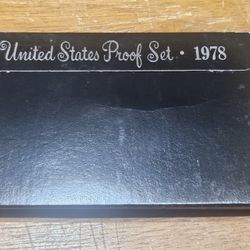 United States Proof Set · 1978